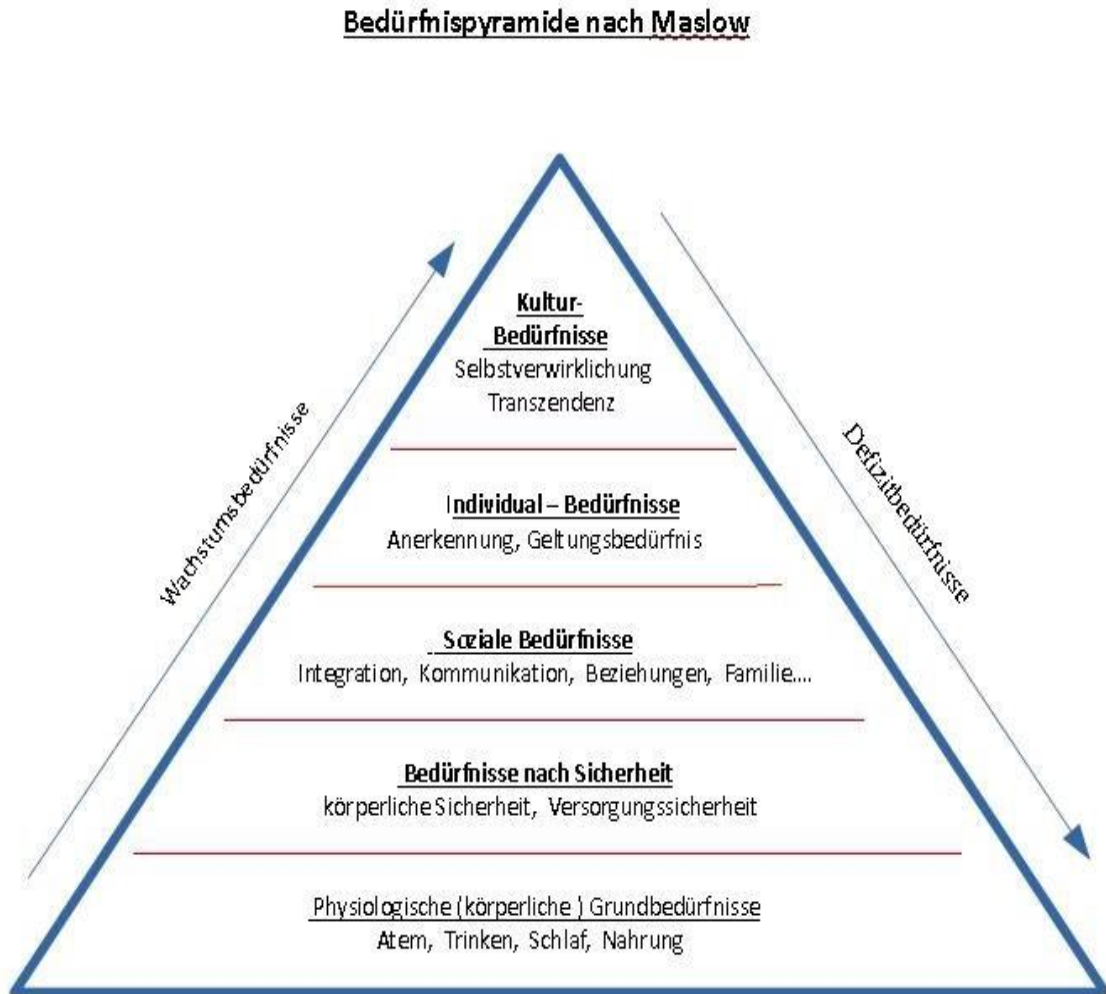 Bedürfnispyramide nach Maslow
Kultur-
Bedürfnisse
Selbstverwirklichung
Transzendenz
Individual – Bedürfnisse
Anerkennung, Geltungsbedürfnis
Soziale Bedürfnisse
Integration, Kommunikation, Beziehungen, Familie....
Bedürfnisse nach Sicherheit
körperliche Sicherheit, Versorgungssicherheit
Physiologische (körperliche ) Grundbedürfnisse
Atem, Trinken, Schlaf, Nahrung
Wachstumsbedürfnisse
Defizitbedürfnisse